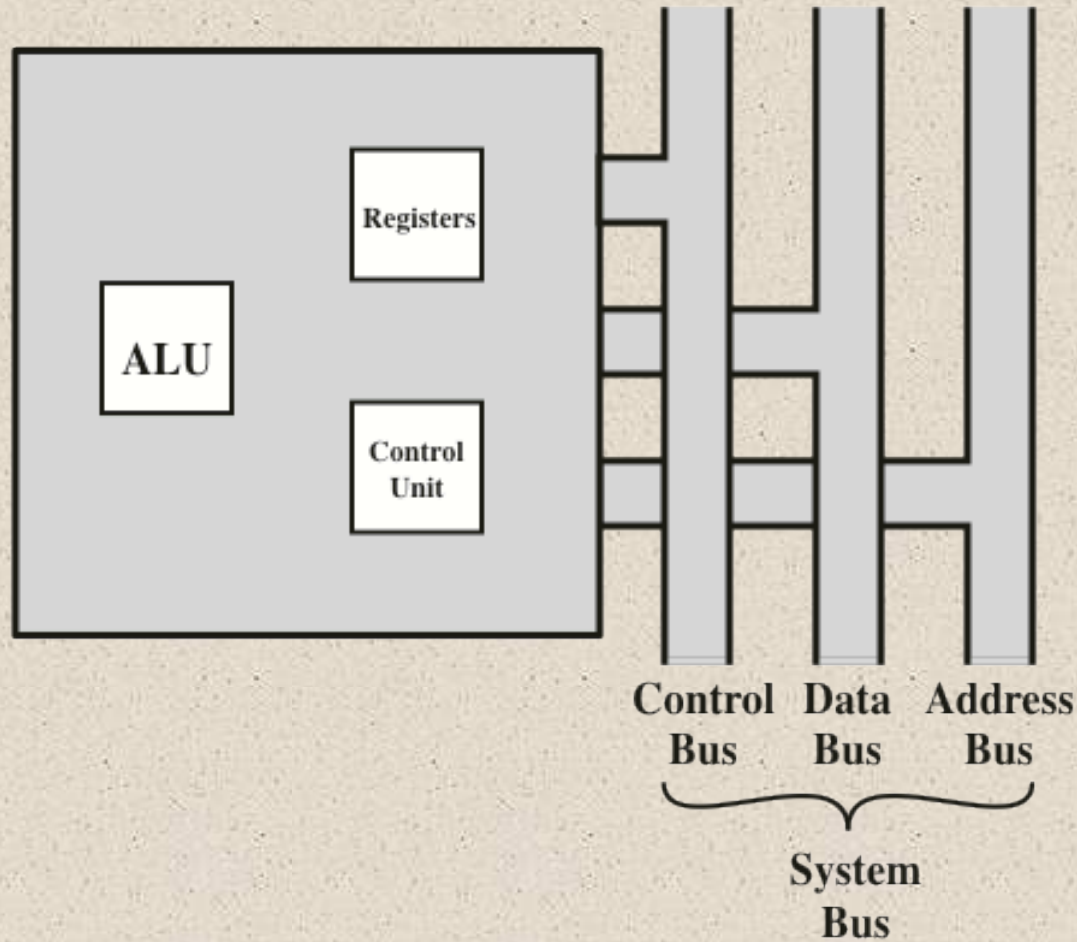 Registers
ALU
Control
Unit
Control Data Address
Bus Bus Bus
System
Bus